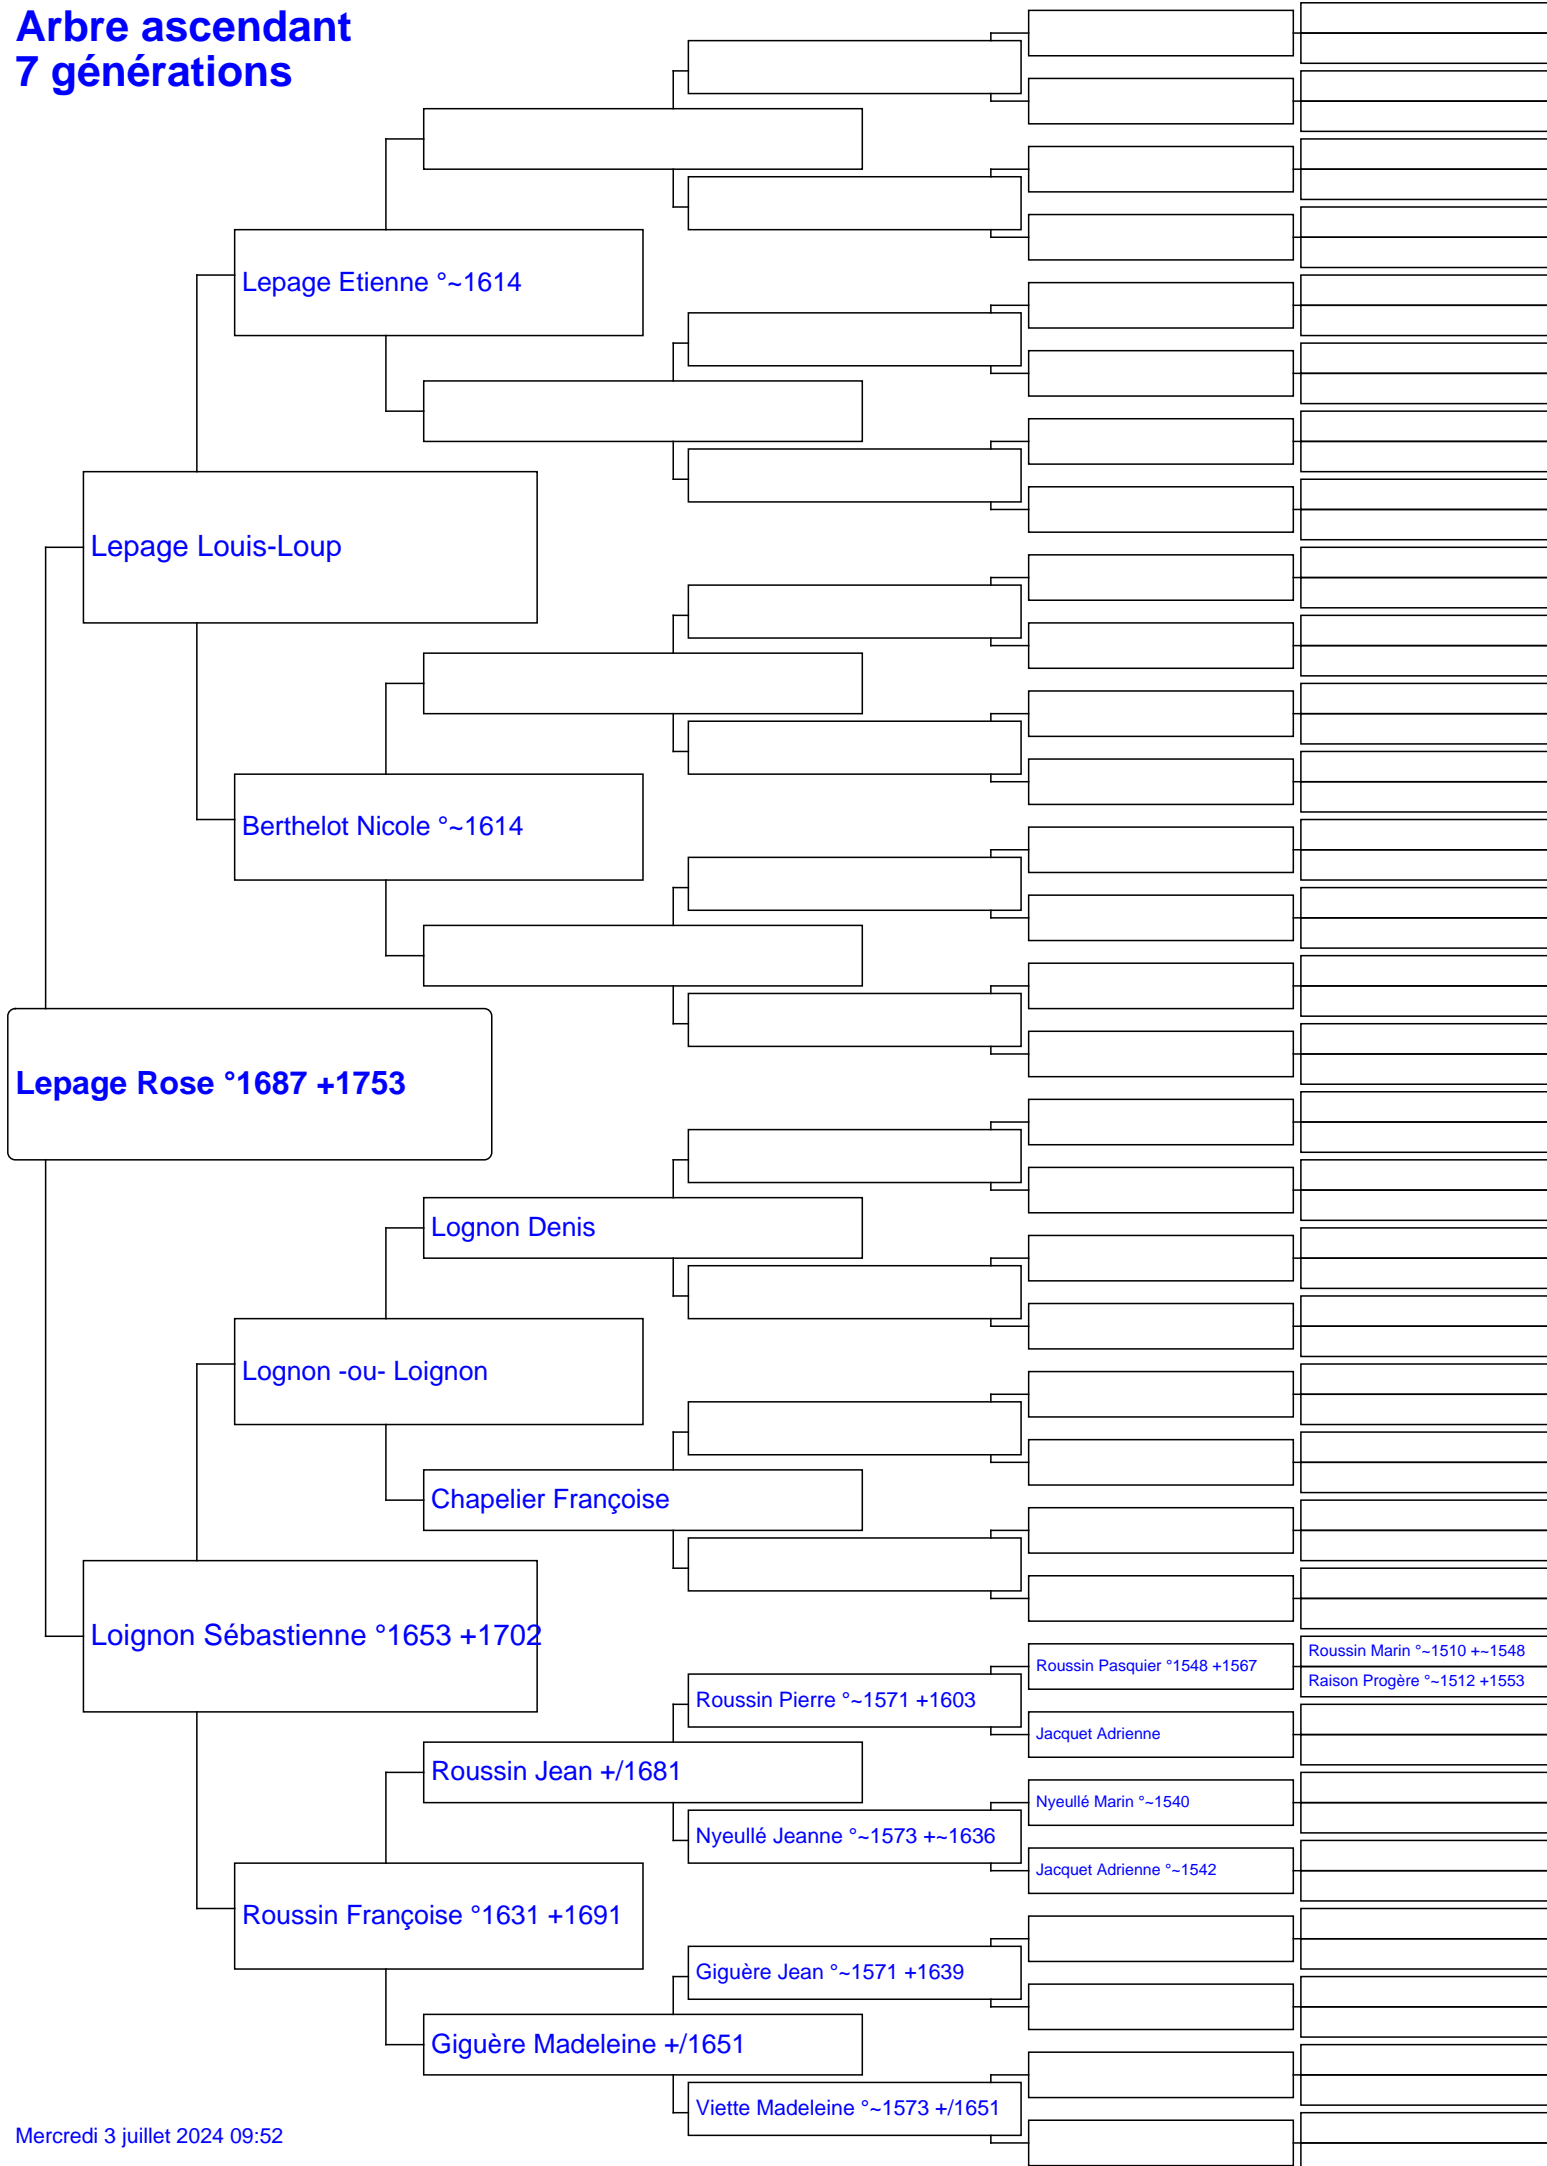 Arbre ascendant
7 générations
Lepage Etienne °~1614
Lepage Louis-Loup
Berthelot Nicole °~1614
Lepage Rose °1687 +1753
Lognon Denis
Lognon -ou- Loignon
Chapelier Françoise
Loignon Sébastienne °1653 +1702
Roussin Marin °~1510 +~1548
Roussin Pasquier °1548 +1567
Raison Progère °~1512 +1553
Roussin Pierre °~1571 +1603
Jacquet Adrienne
Roussin Jean +/1681
Nyeullé Marin °~1540
Nyeullé Jeanne °~1573 +~1636
Jacquet Adrienne °~1542
Roussin Françoise °1631 +1691
Giguère Jean °~1571 +1639
Giguère Madeleine +/1651
Viette Madeleine °~1573 +/1651
Mercredi 3 juillet 2024 09:52